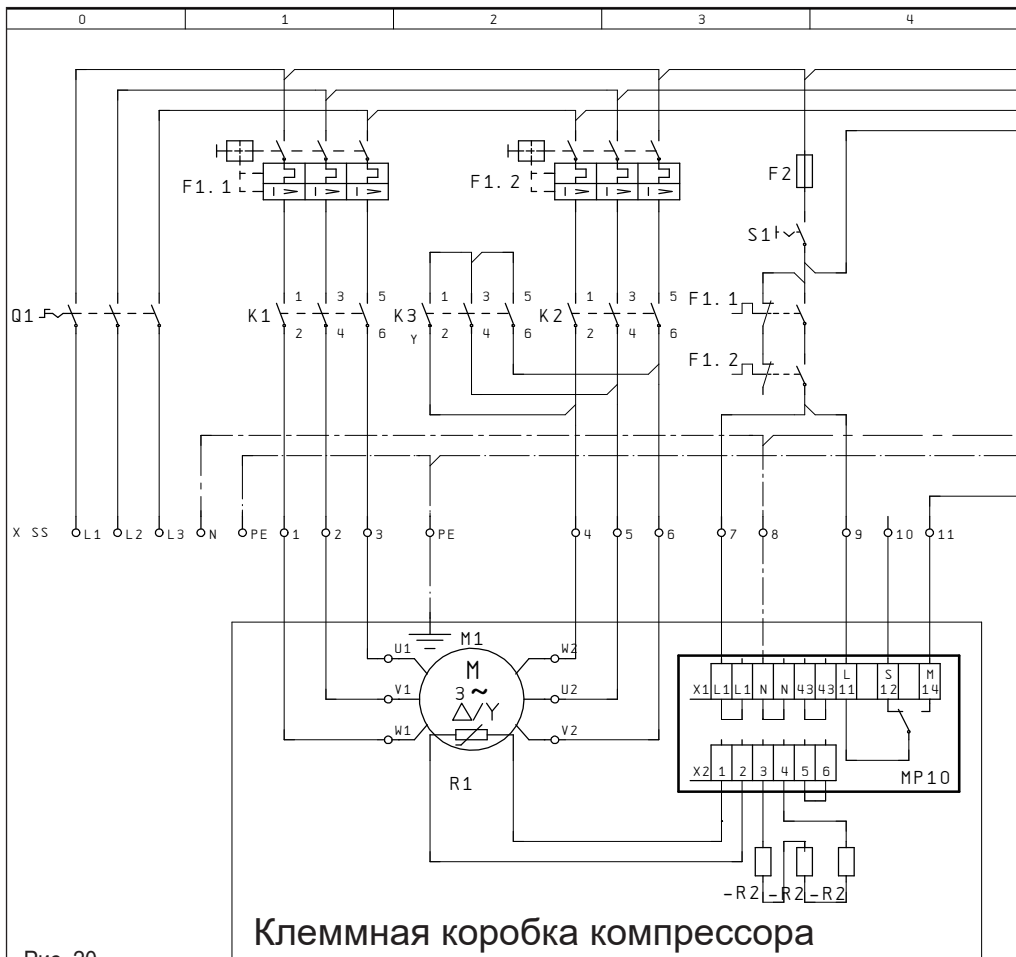 0 1 2 3 4
F1.1
F1.2
F2
S1
Q1
K1 1 3 5
2 4 6
K3 1 3 5
Y 2 4 6
K2 1 3 5
2 4 6
F1.1
F1.2
X SS L1 L2 L3 N PE 1 2 3 PE 4 5 6 7 8 9 10 11
U1 M1 W2
M
V1 3 ~ U2
△/Y
W1 V2
R1
X1 L1 L1 N N 43 43 L 11 S 12 M 14
X2 1 2 3 4 5 6
MP10
-R2 -R2 -R2
Клеммная коробка компрессора